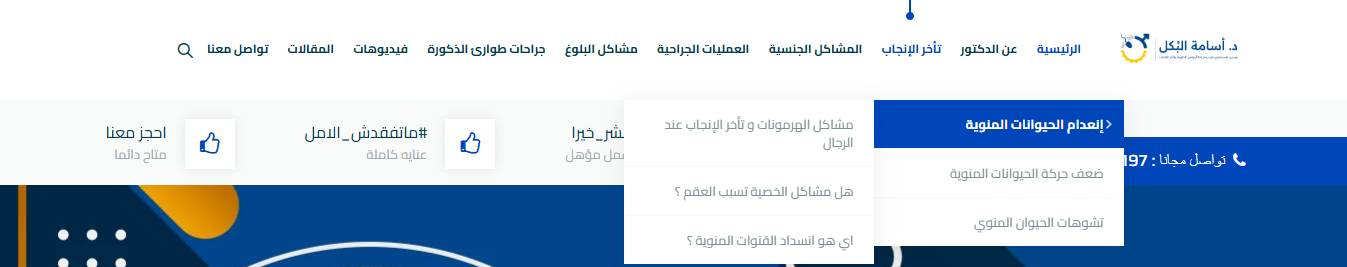 د. أسامة البُكل
الرئيسية
عن الدكتور
تأخر الإنجاب
المشاكل الجنسية
العمليات الجراحية
مشاكل البلوغ
جراحات طوارئ الذكورة
فيديوهات
المقالات
تواصل معنا
إنعدام الحيوانات المنوية
ضعف حركة الحيوانات المنوية
تشوهات الحيوان المنوي
مشاكل الهرمونات و تأخر الإنجاب عند
الرجال
هل مشاكل الخصية تسبب العقم ؟
اي هو انسداد القنوات المنوية ؟
تواصل مجانا : 197
شر_خيرا
مل مؤهل
#ماتفقدش_الامل
عنايه كاملة
احجز معنا
متاح دائما